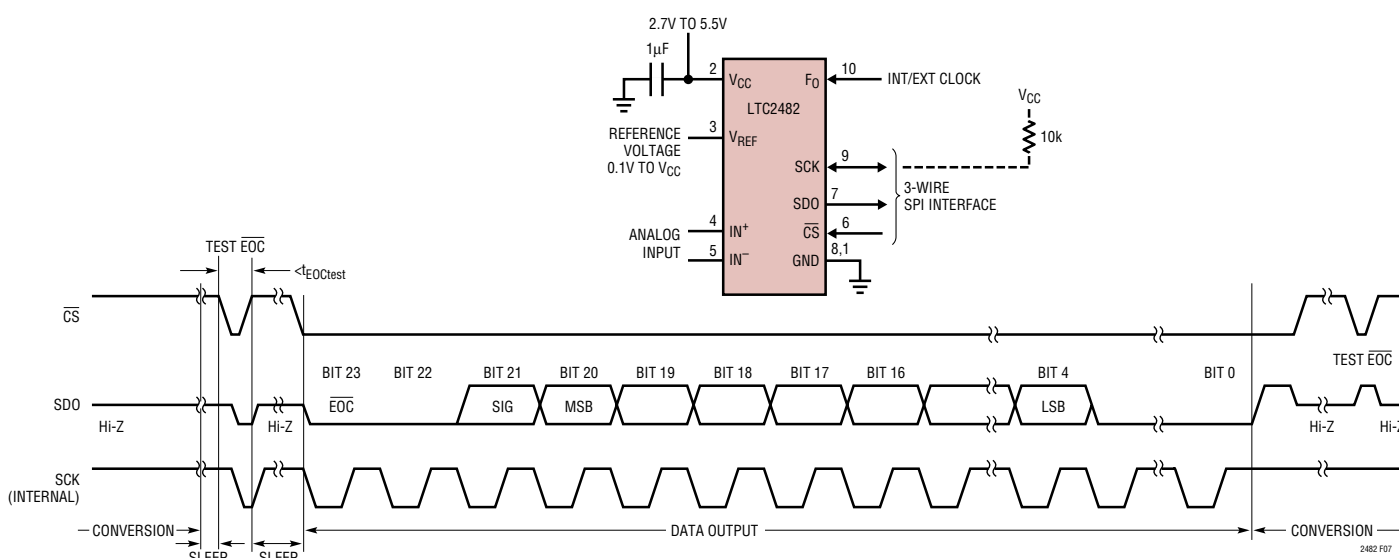 2.7V TO 5.5V
1µF
2
VCC
FO
10
INT/EXT CLOCK
LTC2482
VCC
10k
REFERENCE
VOLTAGE
0.1V TO VCC
3
VREF
SCK
9
SDO
7
3-WIRE
SPI INTERFACE
CS
6
ANALOG
INPUT
4
IN+
5
IN–
GND
8,1
TEST EOC
<tEOCtest
CS
TEST EOC
BIT 23
BIT 22
BIT 21
BIT 20
BIT 19
BIT 18
BIT 17
BIT 16
BIT 4
BIT 0
SDO
EOC
SIG
MSB
LSB
Hi-Z
Hi-Z
Hi-Z
Hi-Z
SCK
(INTERNAL)
CONVERSION
DATA OUTPUT
CONVERSION
SLEEP
SLEEP
2482 F07